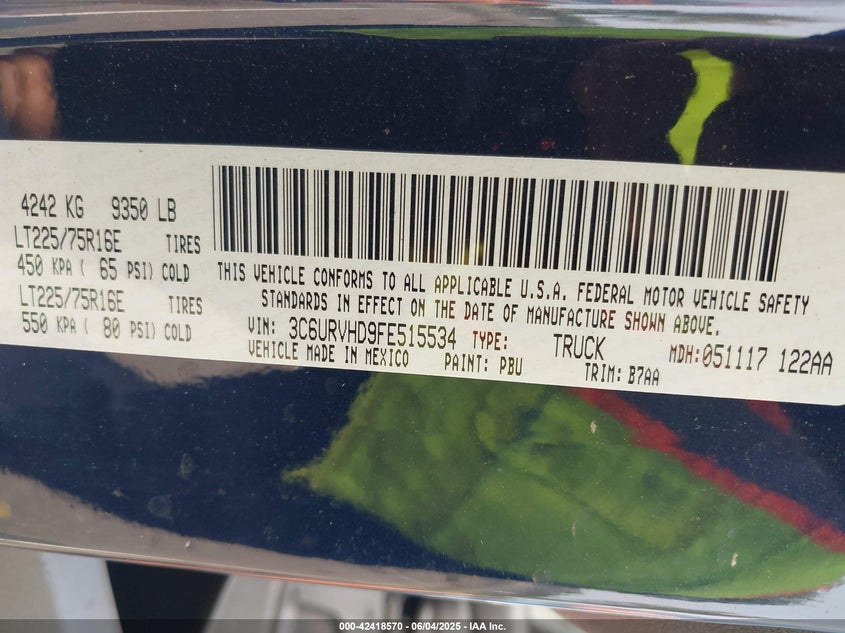 4242 KG 9350 LB
LT225/75R16E TIRES
450 KPA ( 65 PSI) COLD
LT225/75R16E TIRES
550 KPA ( 80 PSI) COLD
THIS VEHICLE CONFORMS TO ALL APPLICABLE U.S.A. FEDERAL MOTOR VEHICLE SAFETY
STANDARDS IN EFFECT ON THE DATE OF MANUFACTURE SHOWN ABOVE.
VIN: 3C6URVHD9FE515534 TYPE: TRUCK MDH:051117 122AA
VEHICLE MADE IN MEXICO PAINT: PBU TRIM: B7AA
000-42418570 - 06/04/2025 - IAA Inc.